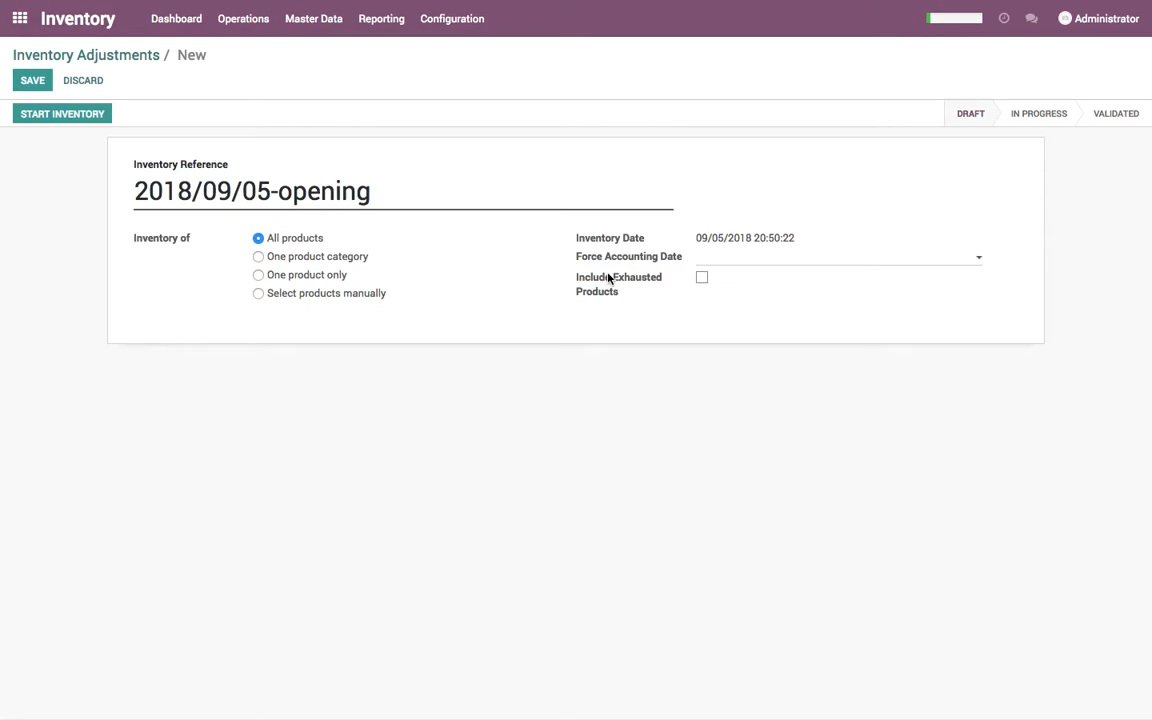 Inventory Dashboard Operations Master Data Reporting Configuration Administrator
Inventory Adjustments / New
SAVE DISCARD
START INVENTORY DRAFT IN PROGRESS VALIDATED
Inventory Reference
2018/09/05-opening
Inventory of All products Inventory Date 09/05/2018 20:50:22
One product category Force Accounting Date
One product only Include Exhausted
Products
Select products manually